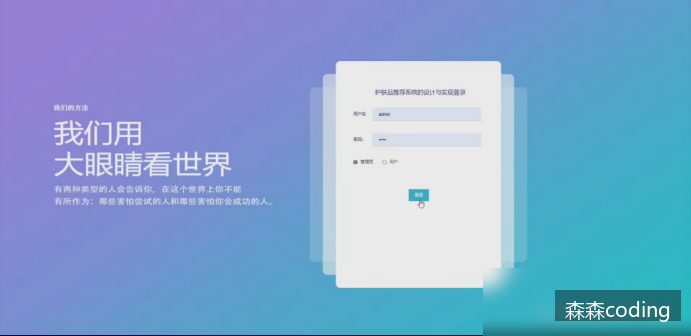 我们的方法
我们用
大眼睛看世界
有两种类型的人会告诉你，在这个世界上你不能
有所作为：那些害怕尝试的人和那些害怕你会成功的人。
护肤品推荐系统的设计与实现登录
用户名
admin
密码：
管理员
用户
登录
森森coding